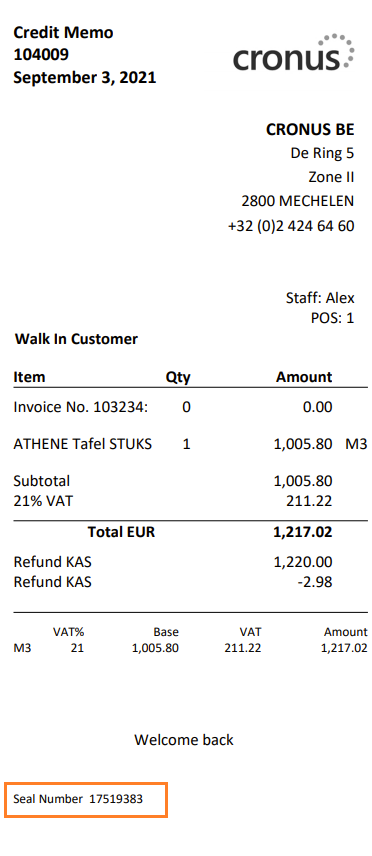 Credit Memo
104009
September 3, 2021
cronus
CRONUS BE
De Ring 5
Zone II
2800 MECHELEN
+32 (0)2 424 64 60
Staff: Alex
POS: 1
Walk In Customer
Item Qty Amount
Invoice No. 103234: 0 0.00
ATHENE Tafel STUKS 1 1,005.80 M3
Subtotal 1,005.80
21% VAT 211.22
Total EUR 1,217.02
Refund KAS 1,220.00
Refund KAS -2.98
VAT% Base VAT Amount
M3 21 1,005.80 211.22 1,217.02
Welcome back
Seal Number 17519383